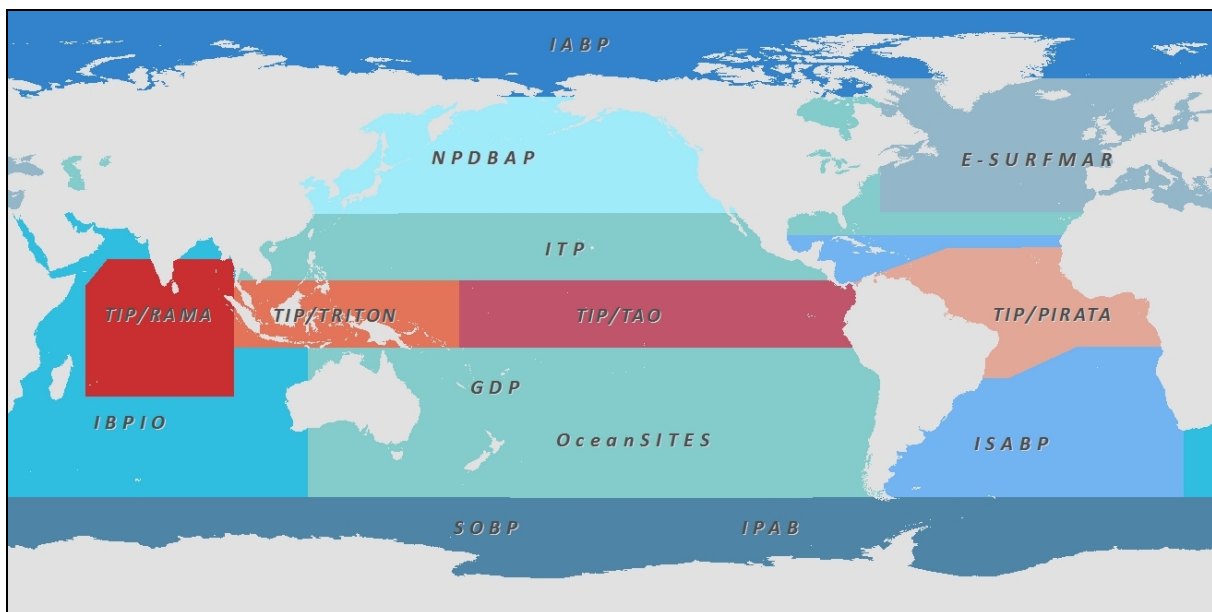 IABP
NPDBAP
E-SURFMAR
ITP
TIP/RAMA
TIP/TRITON
TIP/TAO
TIP/PIRATA
GDP
IBPIO
OceanSITES
ISABP
SOBP
IPAB